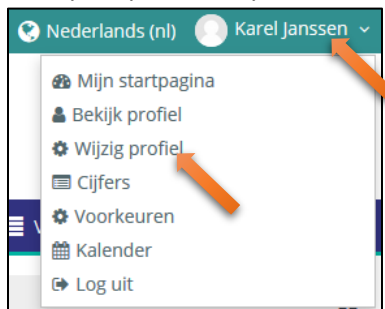 Nederlands (nl) Karel Janssen
Mijn startpagina
Bekijk profiel
Wijzig profiel
Cijfers
Voorkeuren
Kalender
Log uit